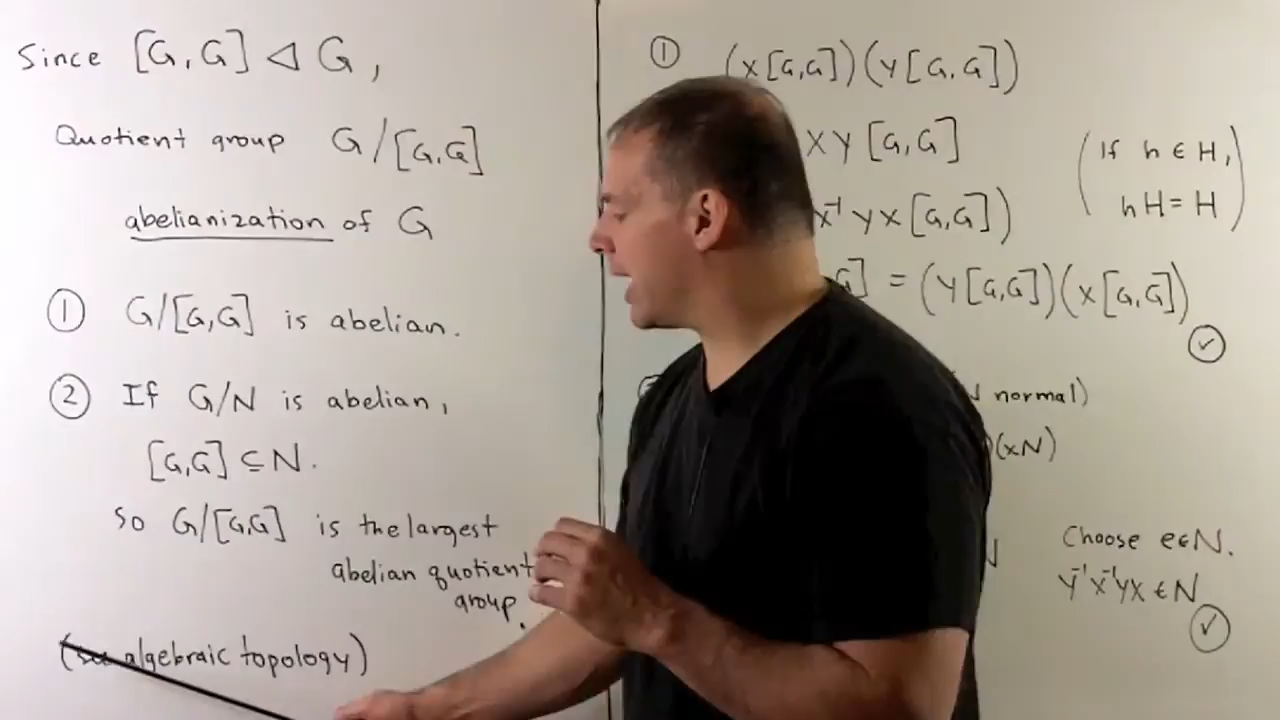 Since [G,G] ⊲ G,
Quotient group G/[G,G]
abelianization of G
① G/[G,G] is abelian.
② If G/N is abelian,
[G,G] ⊆ N.
So G/[G,G] is the largest
abelian quotient
group.
(see algebraic topology)
① (x[G,G])(y[G,G])
xy[G,G]
x⁻¹yx[G,G])
G] = (y[G,G])(x[G,G])
(If h ∈ H,
hH = H)
normal)
(xN)
Choose e∈N.
y⁻¹x⁻¹yx ∈ N